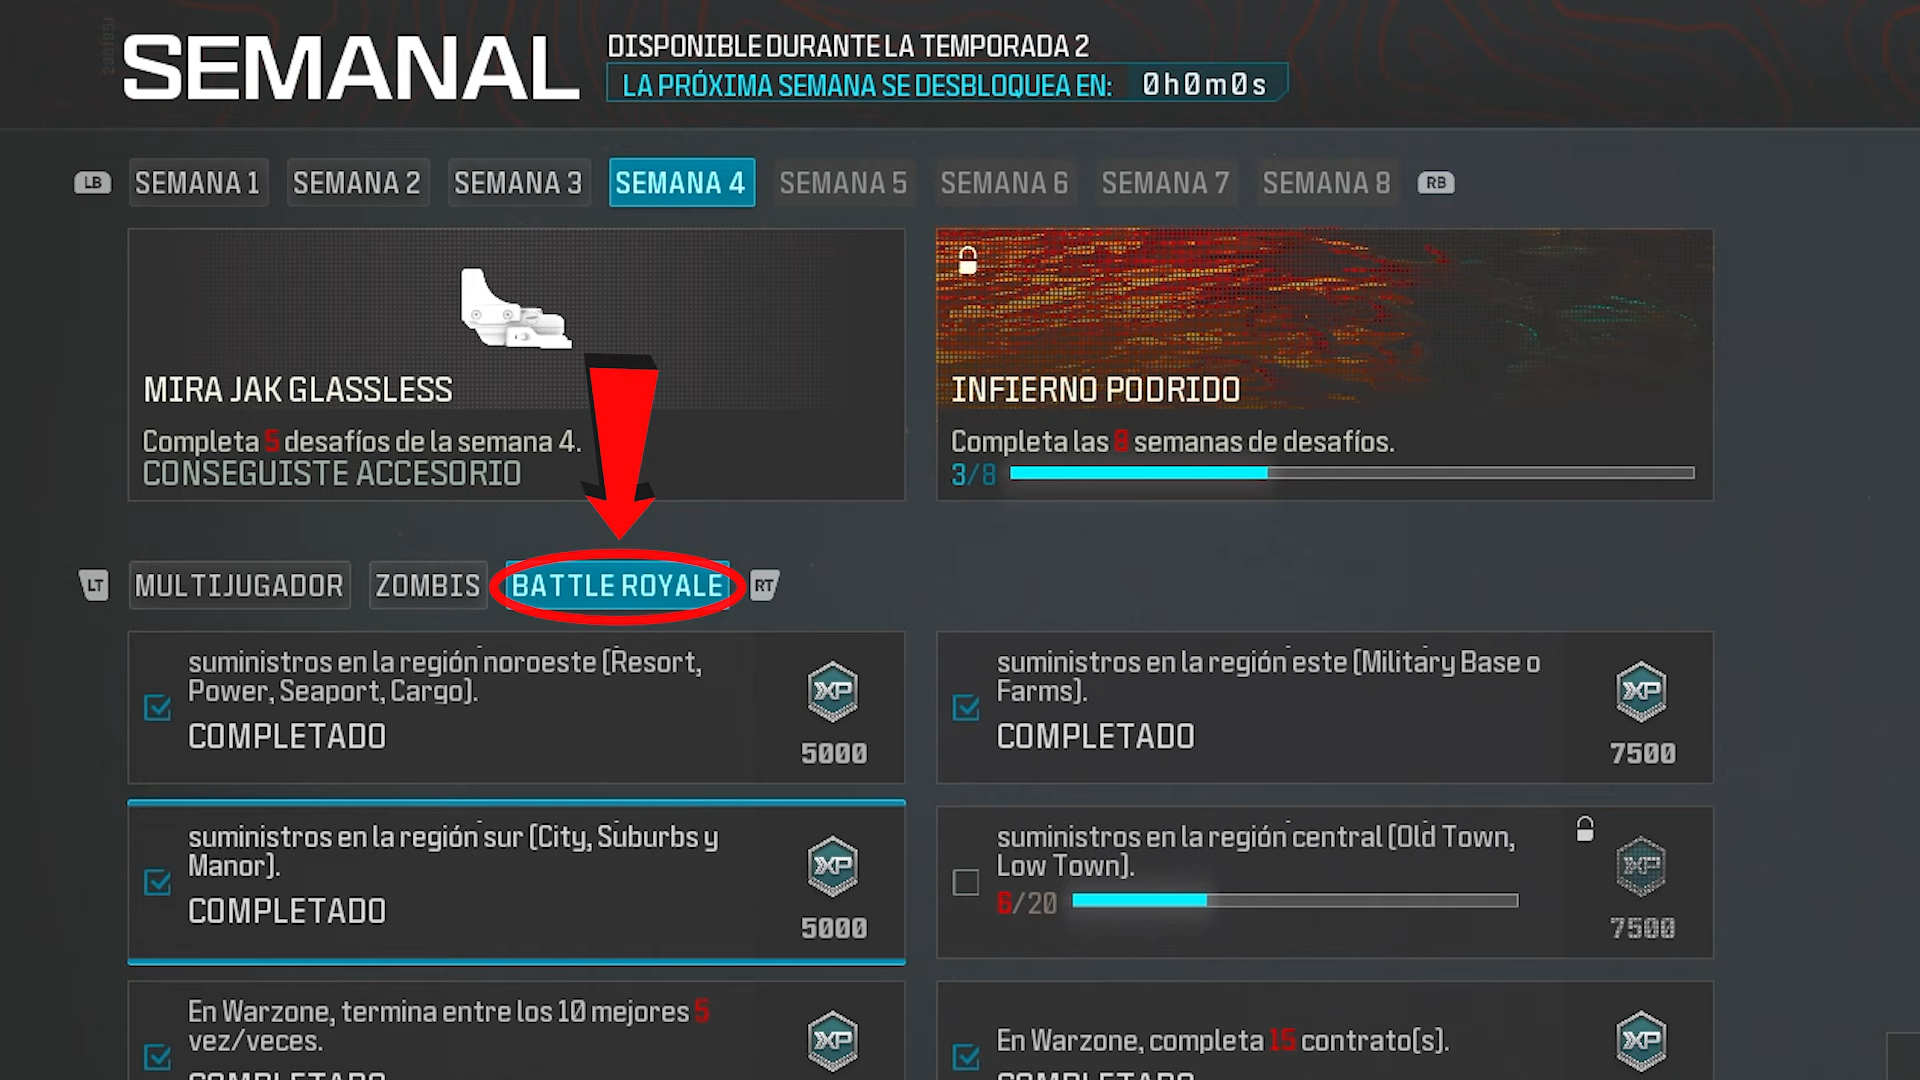 SEMANAL
DISPONIBLE DURANTE LA TEMPORADA 2
LA PRÓXIMA SEMANA SE DESBLOQUEA EN: 0h0m0s
LB SEMANA 1 SEMANA 2 SEMANA 3 SEMANA 4 SEMANA 5 SEMANA 6 SEMANA 7 SEMANA 8 RB
MIRA JAK GLASSLESS
Completa 5 desafíos de la semana 4.
CONSEGUISTE ACCESORIO
INFIERNO PODRIDO
Completa las 8 semanas de desafíos.
3/8
LT MULTIJUGADOR ZOMBIS BATTLE ROYALE RT
suministros en la región noroeste (Resort,
Power, Seaport, Cargo).
COMPLETADO
XP
5000
suministros en la región este (Military Base o
Farms).
COMPLETADO
XP
7500
suministros en la región sur (City, Suburbs y
Manor).
COMPLETADO
XP
5000
suministros en la región central (Old Town,
Low Town).
6/20
XP
7500
En Warzone, termina entre los 10 mejores 5
vez/veces.
COMPLETADO
XP
En Warzone, completa 15 contrato(s).
COMPLETADO
XP